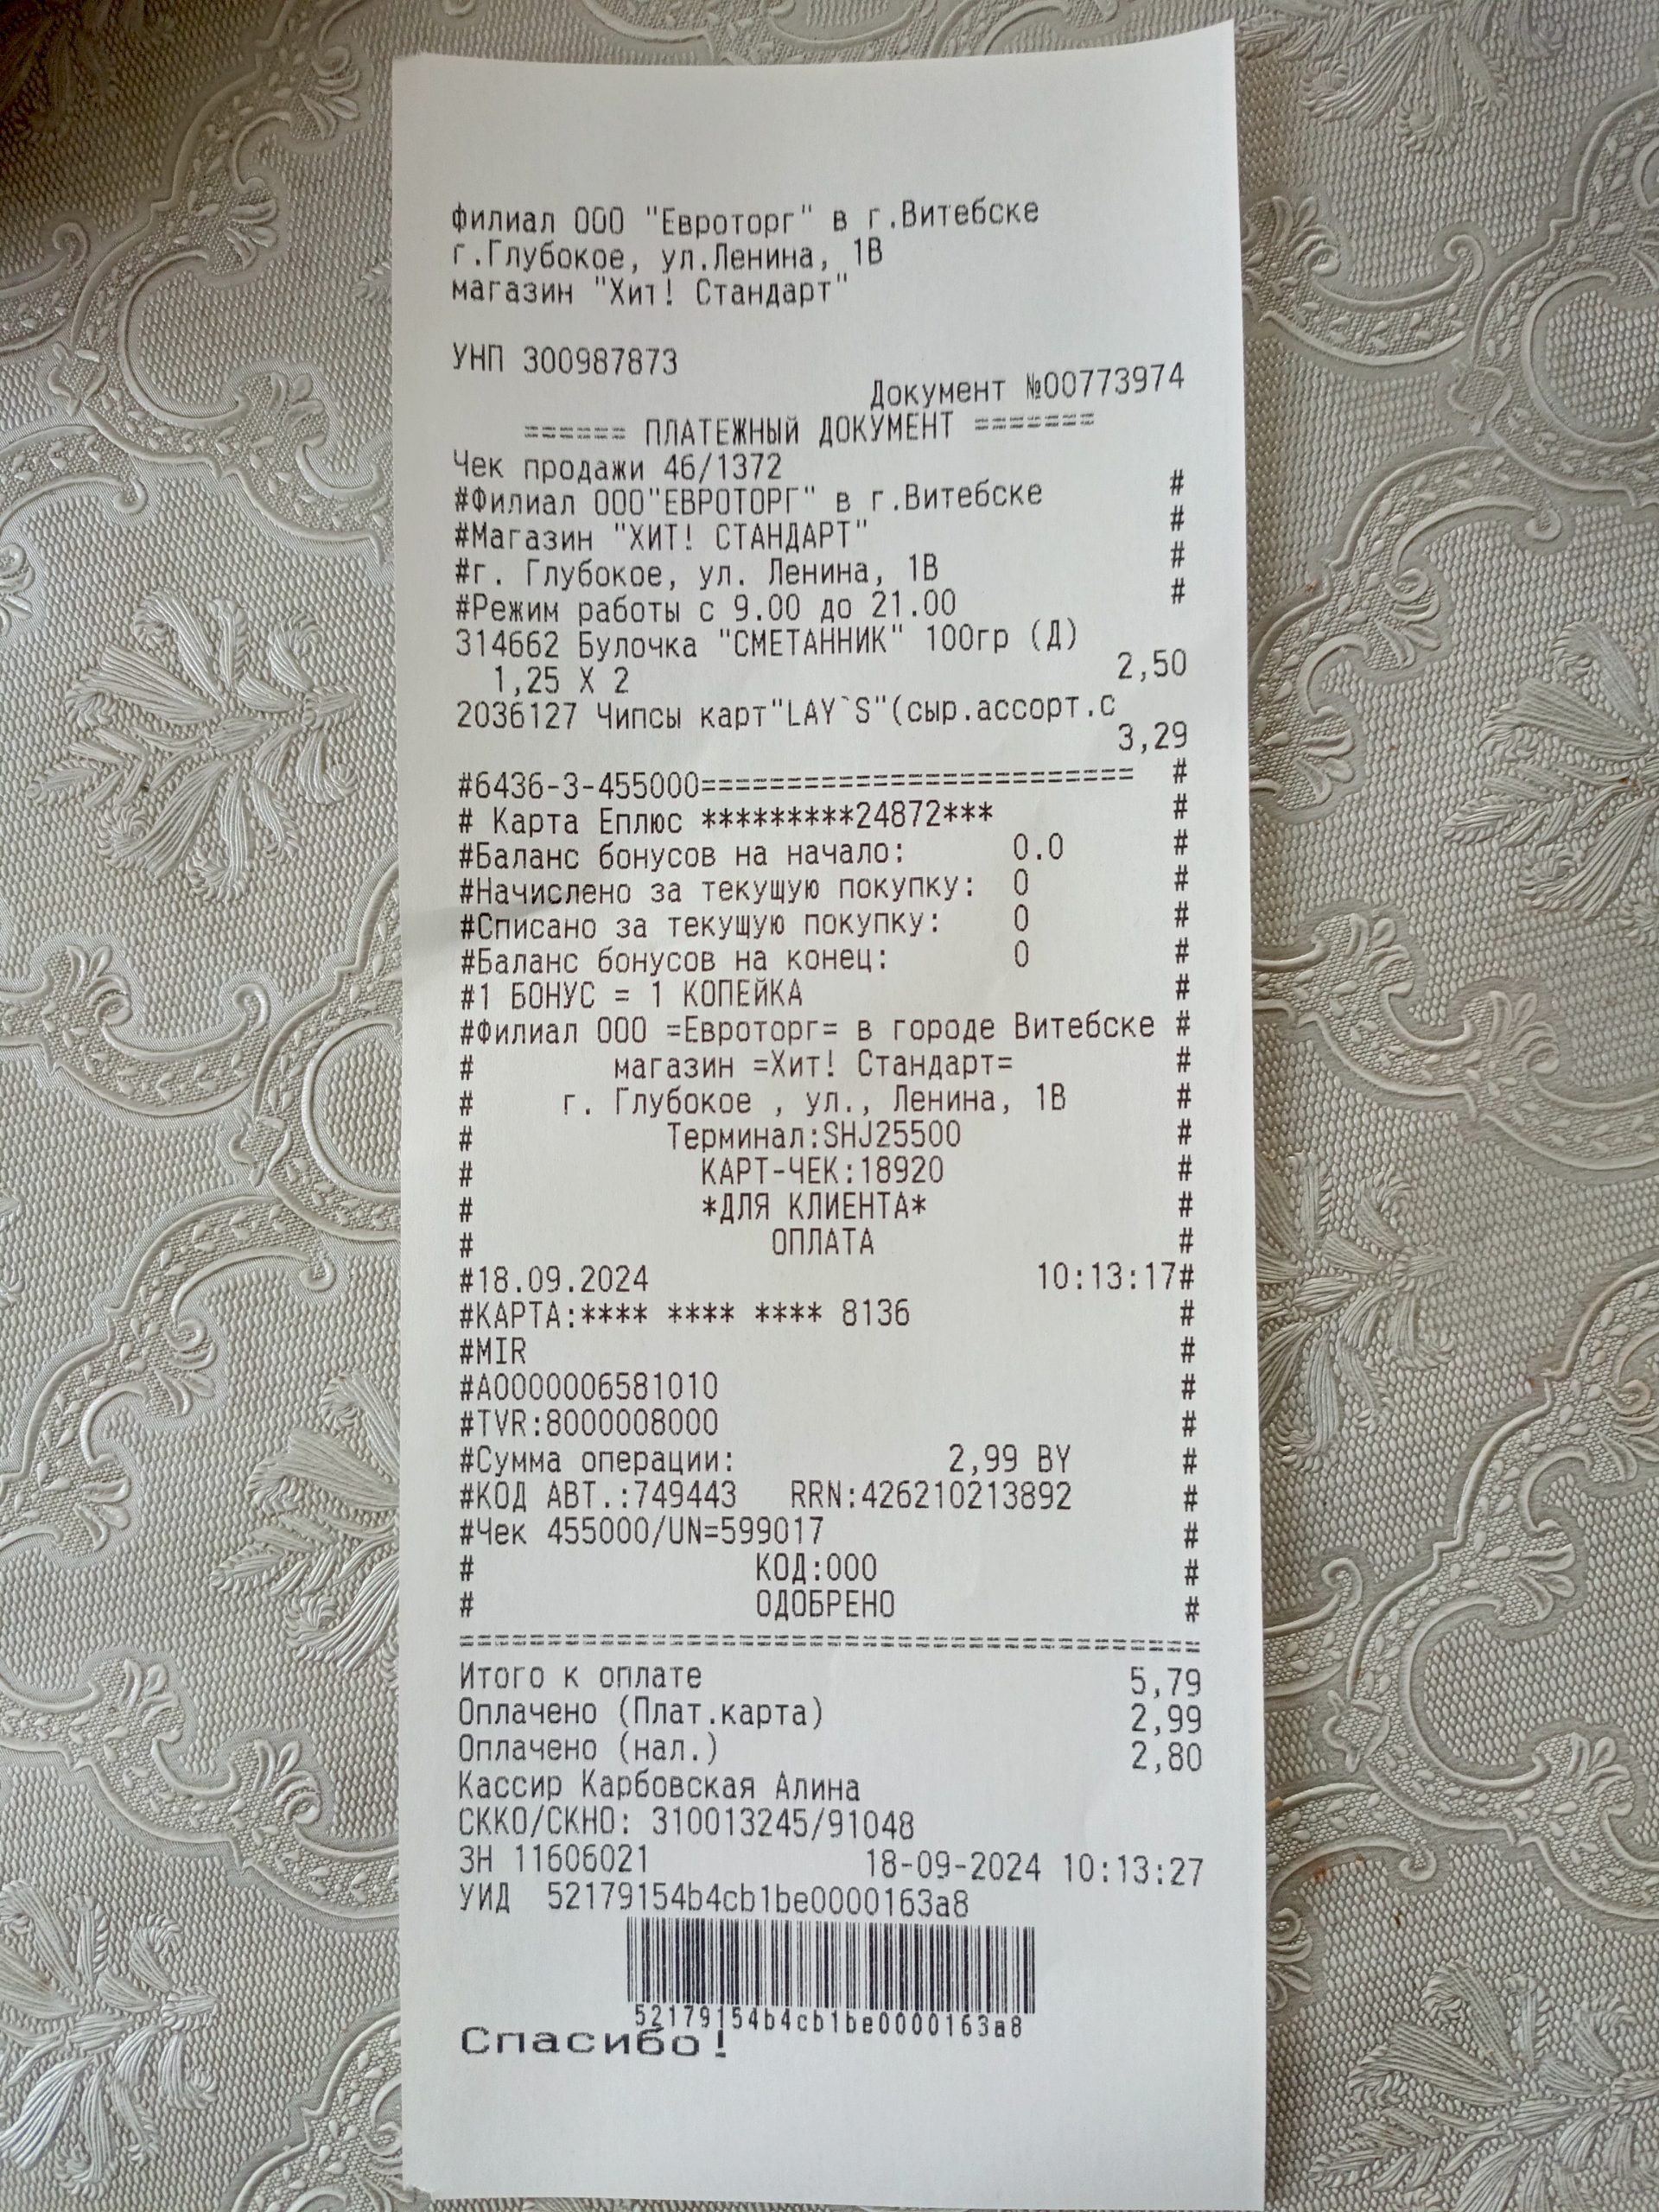 филиал ООО "Евроторг" в г.Витебске
г.Глубокое, ул.Ленина, 1В
магазин "Хит! Стандарт"
УНП 300987873
Документ №00773974
====== ПЛАТЕЖНЫЙ ДОКУМЕНТ =======
Чек продажи 46/1372
#Филиал ООО"ЕВРОТОРГ" в г.Витебске #
#Магазин "ХИТ! СТАНДАРТ" #
#г. Глубокое, ул. Ленина, 1В #
#Режим работы с 9.00 до 21.00 #
314662 Булочка "СМЕТАННИК" 100гр (Д)
1,25 X 2 2,50
2036127 Чипсы карт"LAY`S"(сыр.ассорт.с
3,29
#6436-3-455000========================= #
# Карта Еплюс *********24872*** #
#Баланс бонусов на начало: 0.0 #
#Начислено за текущую покупку: 0 #
#Списано за текущую покупку: 0 #
#Баланс бонусов на конец: 0 #
#1 БОНУС = 1 КОПЕЙКА #
#Филиал ООО =Евроторг= в городе Витебске #
# магазин =Хит! Стандарт= #
# г. Глубокое , ул., Ленина, 1В #
# Терминал:SHJ25500 #
# КАРТ-ЧЕК:18920 #
# *ДЛЯ КЛИЕНТА* #
# ОПЛАТА #
#18.09.2024 10:13:17#
#КАРТА:**** **** **** 8136 #
#MIR #
#A0000006581010 #
#TVR:8000008000 #
#Сумма операции: 2,99 BY #
#КОД АВТ.:749443 RRN:426210213892 #
#Чек 455000/UN=599017 #
# КОД:000 #
# ОДОБРЕНО #
==========================================
Итого к оплате 5,79
Оплачено (Плат.карта) 2,99
Оплачено (нал.) 2,80
Кассир Карбовская Алина
СККО/СКНО: 310013245/91048
ЗН 11606021 18-09-2024 10:13:27
УИД 52179154b4cb1be0000163a8
52179154b4cb1be0000163a8
Спасибо!